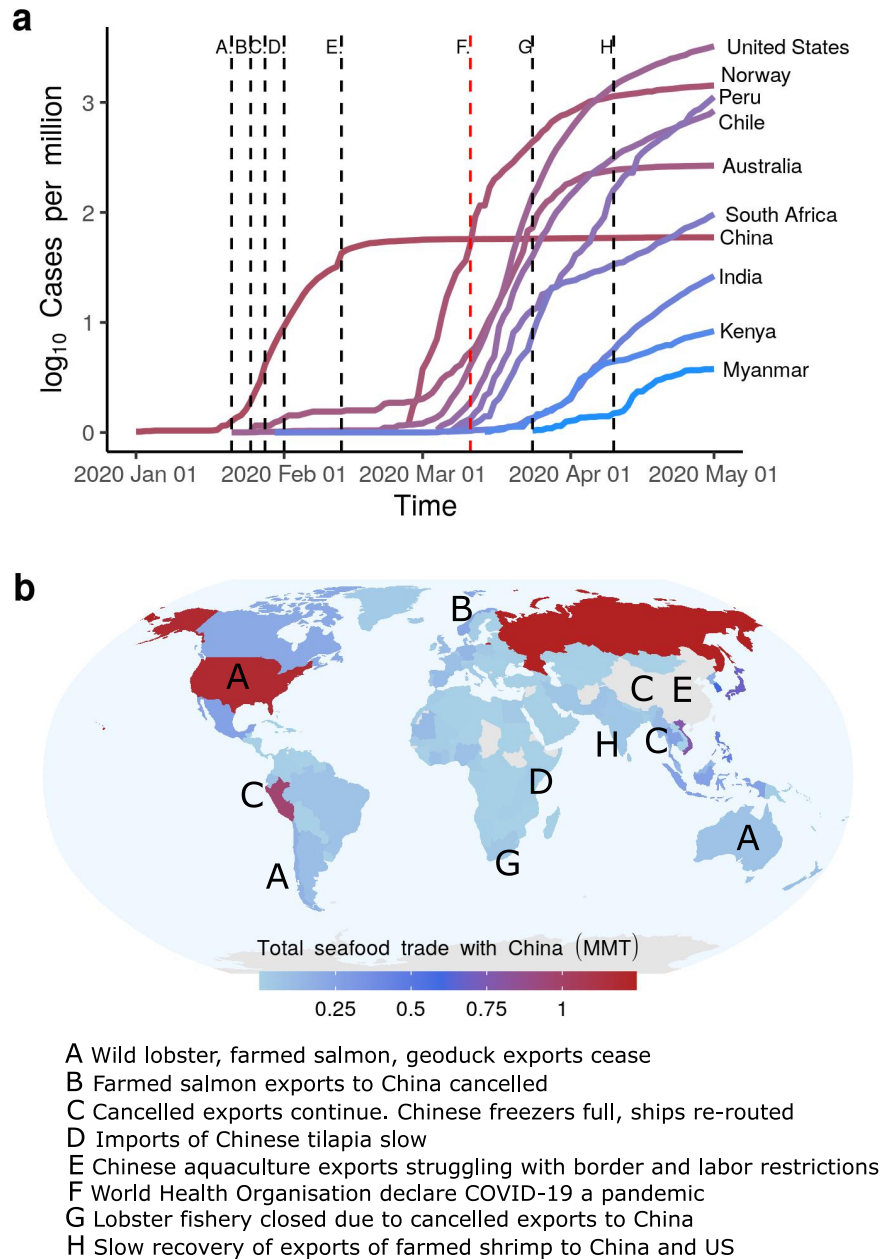 a
A. B. C. D. E. F. G H
United States
Norway
Peru
Chile
Australia
South Africa
China
India
Kenya
Myanmar
log₁₀ Cases per million
3
2
1
0
2020 Jan 01 2020 Feb 01 2020 Mar 01 2020 Apr 01 2020 May 01
Time
b
B
A
C E
H C
C
D
A
G
A
Total seafood trade with China (MMT)
0.25 0.5 0.75 1
A Wild lobster, farmed salmon, geoduck exports cease
B Farmed salmon exports to China cancelled
C Cancelled exports continue. Chinese freezers full, ships re-routed
D Imports of Chinese tilapia slow
E Chinese aquaculture exports struggling with border and labor restrictions
F World Health Organisation declare COVID-19 a pandemic
G Lobster fishery closed due to cancelled exports to China
H Slow recovery of exports of farmed shrimp to China and US